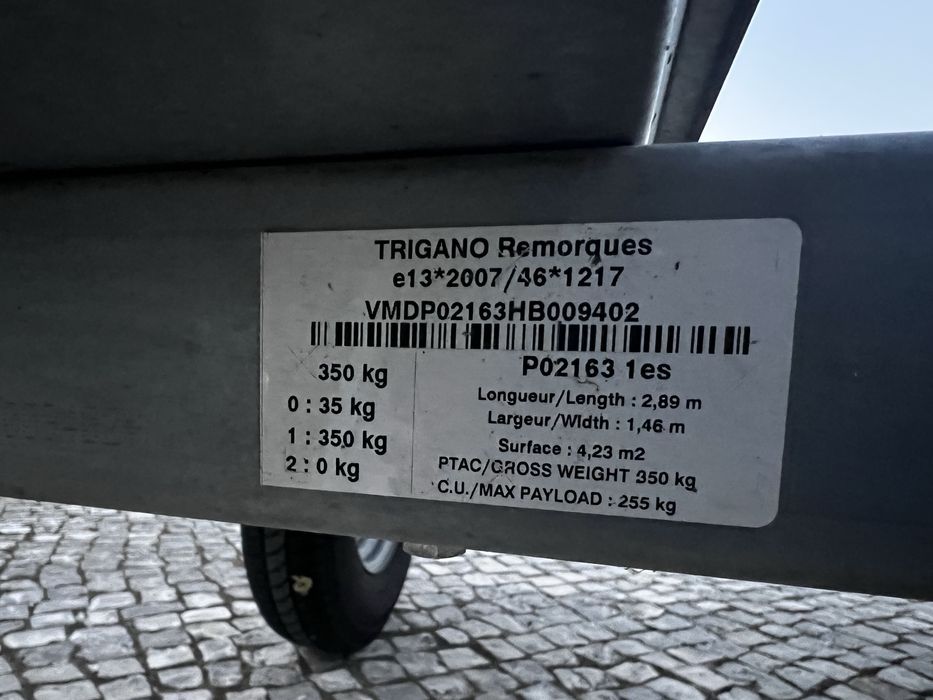 TRIGANO Remorques
e13*2007/46*1217
VMDP02163HB009402
350 kg
0 : 35 kg
1 : 350 kg
2 : 0 kg
P02163 1es
Longueur/Length : 2,89 m
Largeur/Width : 1,46 m
Surface : 4,23 m2
PTAC/GROSS WEIGHT 350 kg
C.U./MAX PAYLOAD : 255 kg